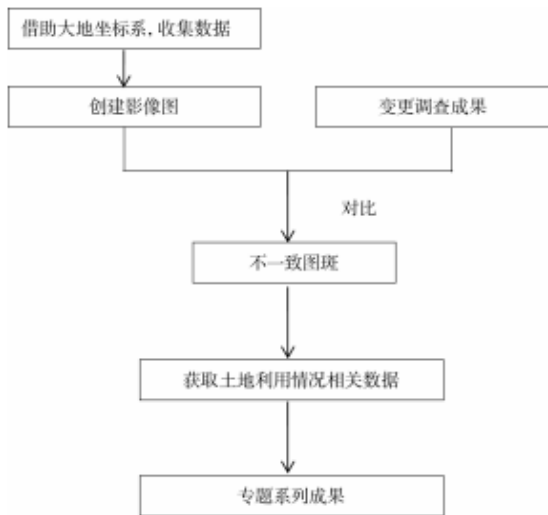 借助大地坐标系,收集数据
创建影像图
变更调查成果
对比
不一致图斑
获取土地利用情况相关数据
专题系列成果